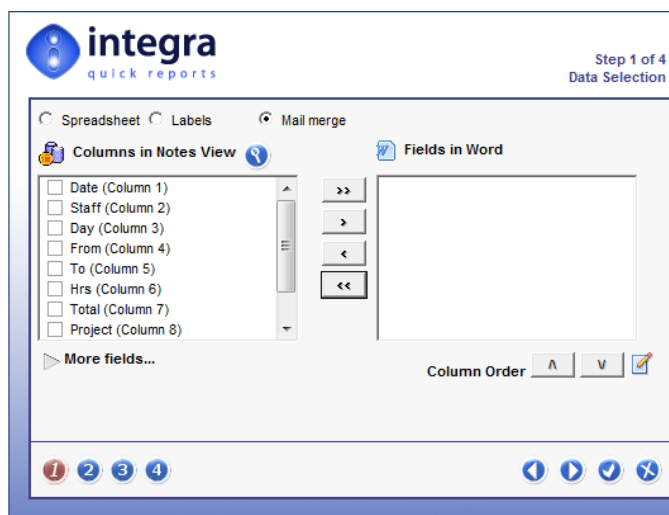 integra
quick reports
Step 1 of 4
Data Selection
Spreadsheet Labels Mail merge
Columns in Notes View Fields in Word
Date (Column 1)
Staff (Column 2)
Day (Column 3)
From (Column 4)
To (Column 5)
Hrs (Column 6)
Total (Column 7)
Project (Column 8)
>>
>
<
<<
More fields...
Column Order ∧ ∨
1 2 3 4